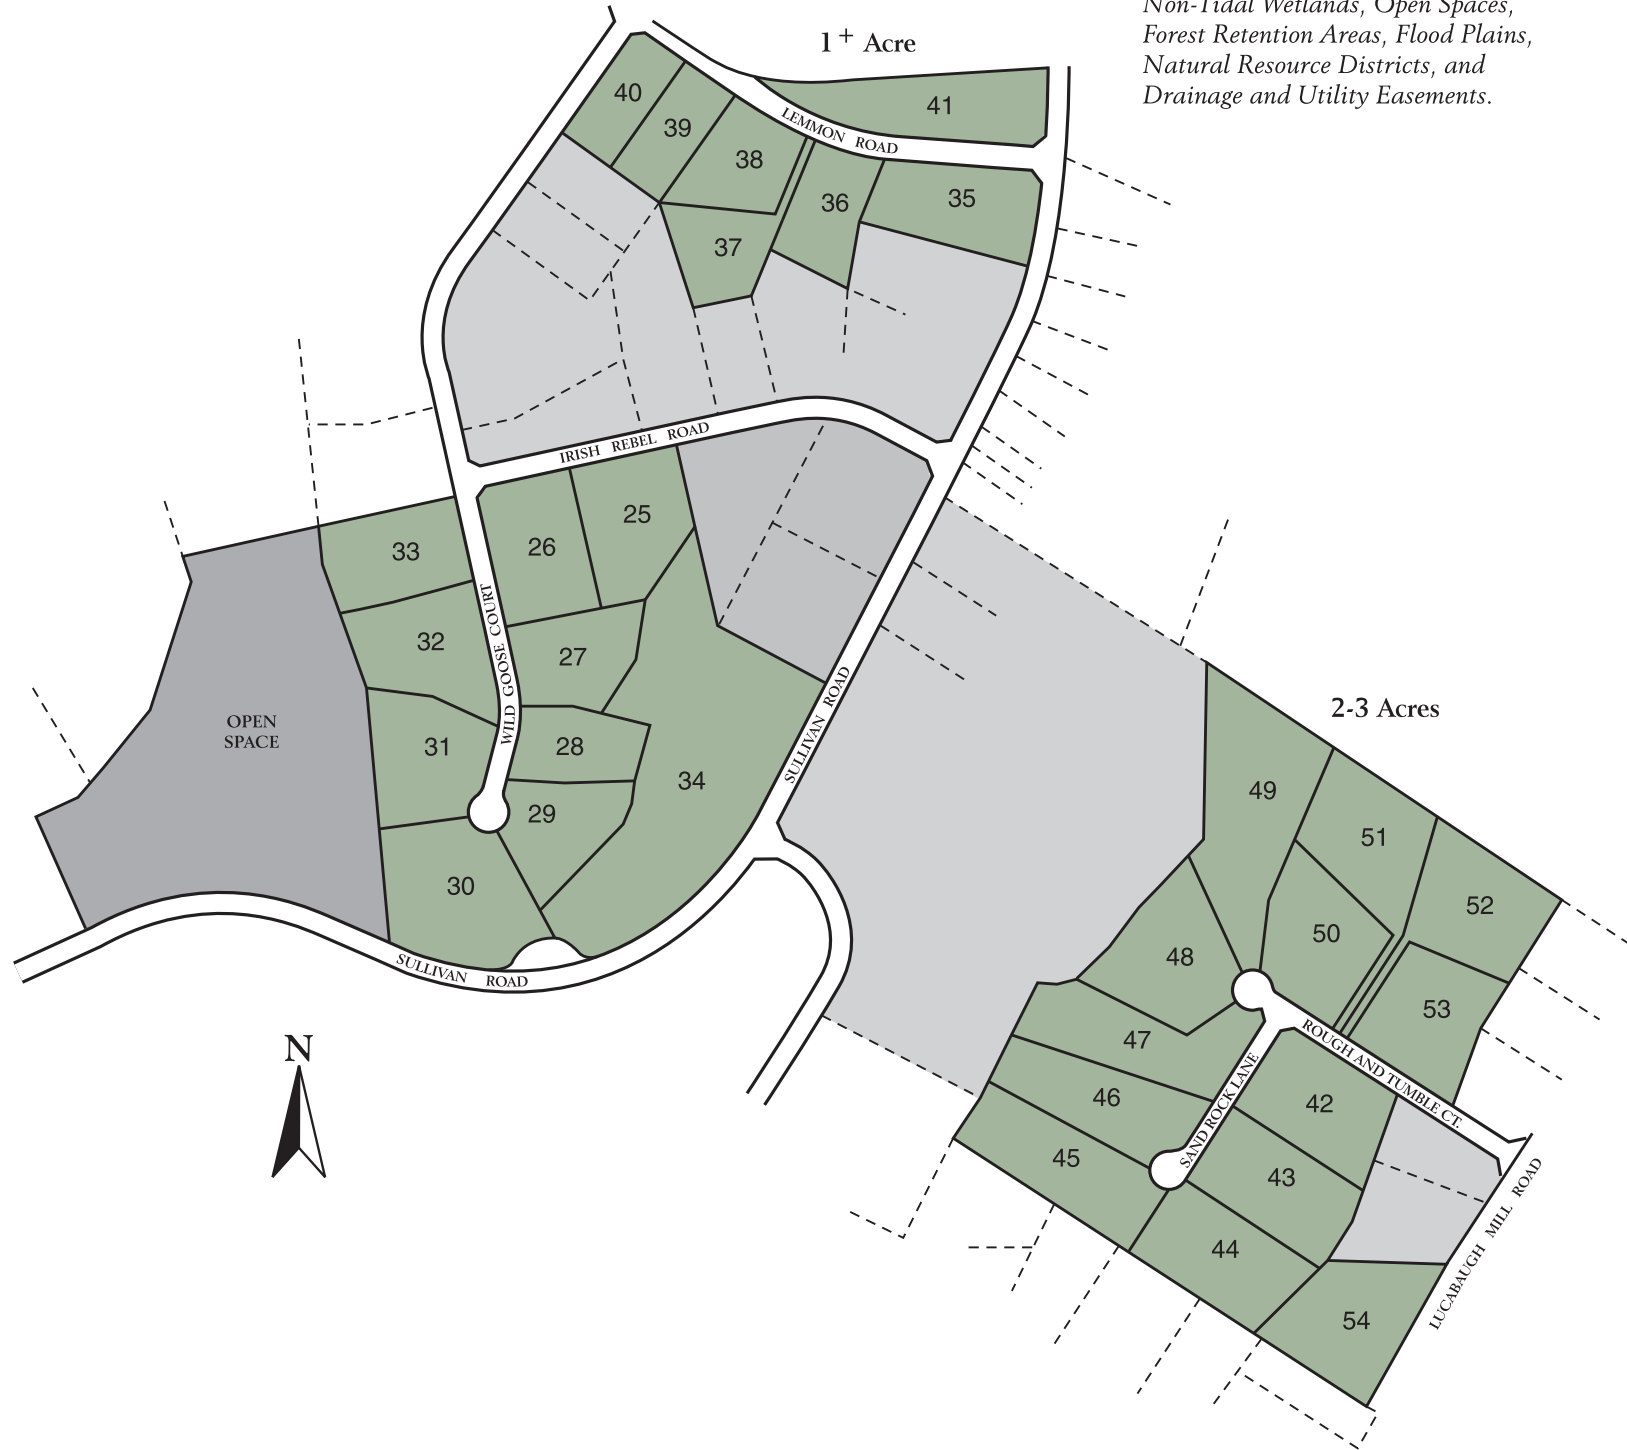 Non-Tidal Wetlands, Open Spaces,
Forest Retention Areas, Flood Plains,
Natural Resource Districts, and
Drainage and Utility Easements.
1+ Acre
40
41
39
LEMMON ROAD
38
36
35
37
IRISH REBEL ROAD
25
26
33
WILD GOOSE COURT
32
27
OPEN
SPACE
31
28
34
29
30
SULLIVAN ROAD
SULLIVAN ROAD
2-3 Acres
49
51
52
50
48
53
47
ROUGH AND TUMBLE CT.
46
42
SAND ROCK LANE
45
43
44
LUCABAUGH MILL ROAD
54
N